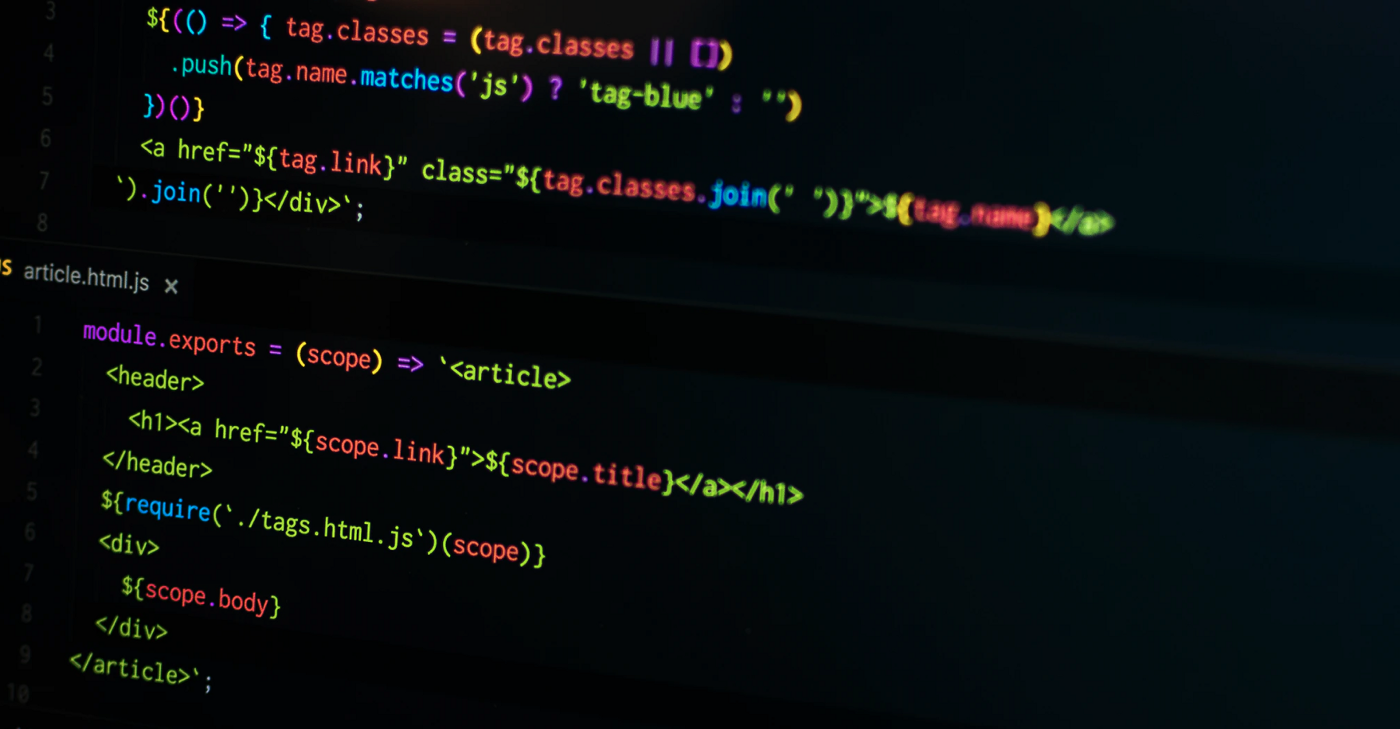 3 ${(() => { tag.classes = (tag.classes || [])
4 .push(tag.name.matches('js') ? 'tag-blue' : '')
5 })()}
6 <a href="${tag.link}" class="${tag.classes.join(' ')}">${tag.name}</a>
7 `).join('')}</div>`;
8
article.html.js ×
1 module.exports = (scope) => `<article>
2 <header>
3 <h1><a href="${scope.link}">${scope.title}</a></h1>
4 </header>
5 ${require(`./tags.html.js`)(scope)}
6 <div>
7 ${scope.body}
8 </div>
9 </article>`;
10